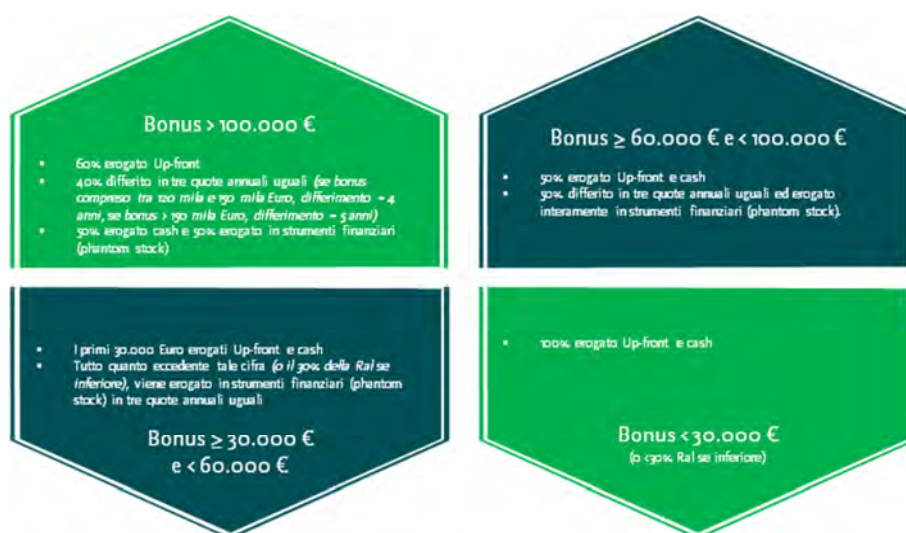 Bonus > 100.000 €
▪ 60% erogato Up-front
▪ 40% differito in tre quote annuali uguali (se bonus
compreso tra 120 mila e 150 mila Euro, differimento = 4
anni, se bonus > 150 mila Euro, differimento = 5 anni)
▪ 50% erogato cash e 50% erogato in strumenti finanziari
(phantom stock)
Bonus ≥ 60.000 € e < 100.000 €
▪ 50% erogato Up-front e cash
▪ 50% differito in tre quote annuali uguali ed erogato
interamente in strumenti finanziari (phantom stock).
▪ I primi 30.000 Euro erogati Up-front e cash
▪ Tutto quanto eccedente tale cifra (o il 30% della Ral se
inferiore), viene erogato in strumenti finanziari (phantom
stock) in tre quote annuali uguali
Bonus ≥ 30.000 €
e < 60.000 €
▪ 100% erogato Up-front e cash
Bonus < 30.000 €
(o <30% Ral se inferiore)